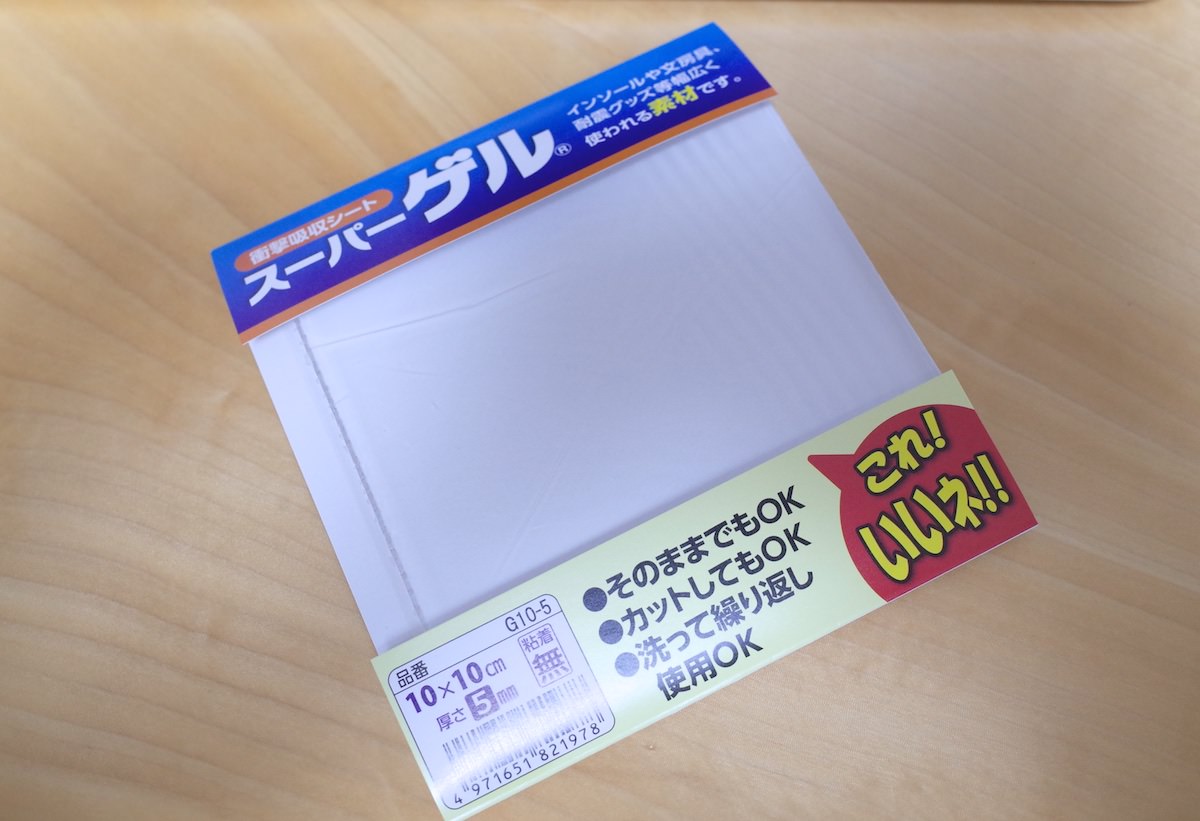 衝撃吸収シート
スーパーゲル®
インソールや文房具、
耐震グッズ等幅広く
使われる素材です。
これ!
いいネ!!
●そのままでもOK
●カットしてもOK
●洗って繰り返し
使用OK
品番 G10-5
10×10cm
厚さ5mm
粘着
無
4 971651 821978